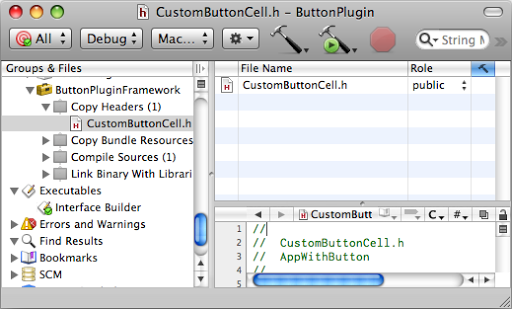 CustomButtonCell.h – ButtonPlugin
All
Debug
Mac...
String M
Groups & Files
ButtonPluginFramework
Copy Headers (1)
CustomButtonCell.h
Copy Bundle Resources
Compile Sources (1)
Link Binary With Librari
Executables
Interface Builder
Errors and Warnings
Find Results
Bookmarks
SCM
File Name
Role
CustomButtonCell.h
public
CustomButt
C
#
1
//
2
// CustomButtonCell.h
3
// AppWithButton
4
//
5